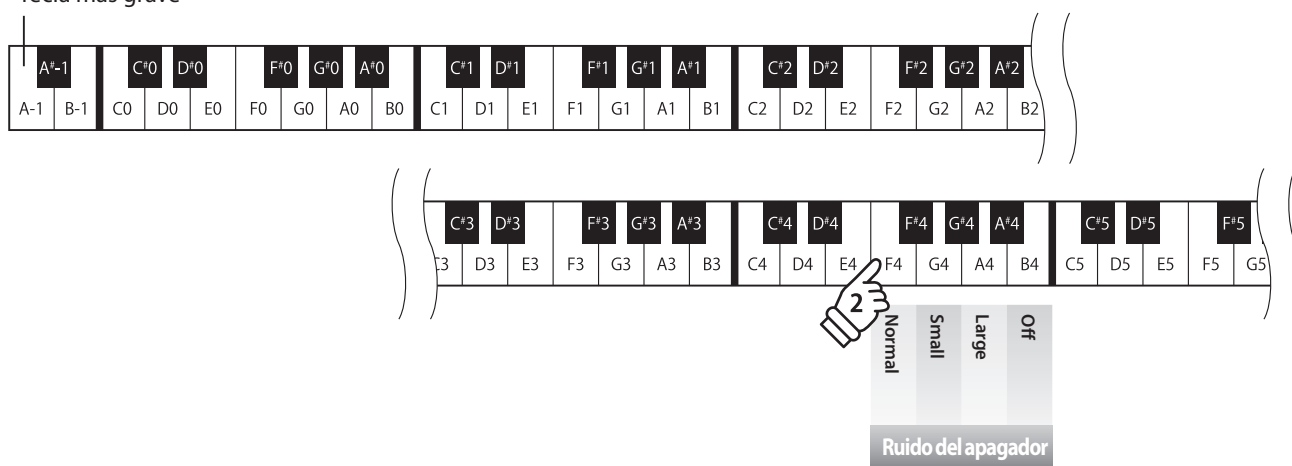 tecla más grave
A#-1 C#0 D#0 F#0 G#0 A#0 C#1 D#1 F#1 G#1 A#1 C#2 D#2 F#2 G#2 A#2
A-1 B-1 C0 D0 E0 F0 G0 A0 B0 C1 D1 E1 F1 G1 A1 B1 C2 D2 E2 F2 G2 A2 B2
C#3 D#3 F#3 G#3 A#3 C#4 D#4 F#4 G#4 A#4 C#5 D#5 F#5
C3 D3 E3 F3 G3 A3 B3 C4 D4 E4 F4 G4 A4 B4 C5 D5 E5 F5 G5
2
Normal
Small
Large
Off
Ruido del apagador